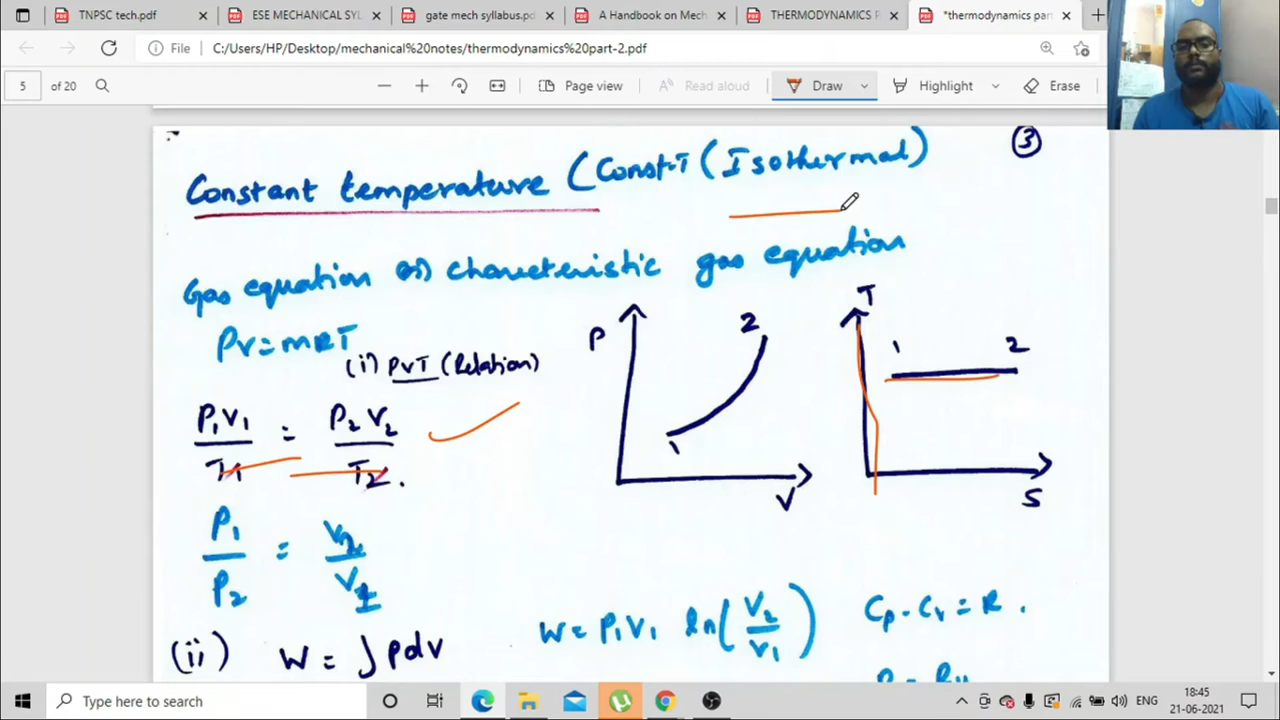 TNPSC tech.pdf
ESE MECHANICAL SYL
gate mech syllabus.pd
A Handbook on Mech
THERMODYNAMICS P
*thermodynamics par
File
C:/Users/HP/Desktop/mechanical%20notes/thermodynamics%20part-2.pdf
5 of 20
Page view
Read aloud
Draw
Highlight
Erase
3
Constant temperature (Const.T (Isothermal)
Gas equation (or) characteristic gas equation
PV=mRT
(i) PVT (Relation)
P1V1 / T1 = P2V2 / T2.
P 2 1 V
T 1 2 S
P1 / P2 = V2 / V1
(ii) W = ∫ PdV
W = P1V1 ln(V2/V1)
Cp - Cv = R.
Type here to search
ENG
18:45
21-06-2021